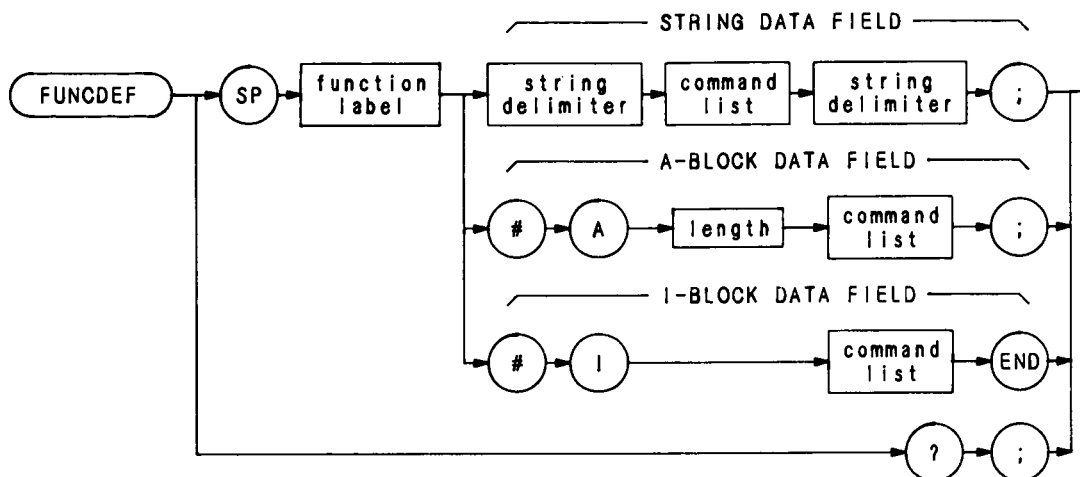 STRING DATA FIELD
FUNCDEF SP function label string delimiter command list string delimiter ;
A-BLOCK DATA FIELD
# A length command list ;
I-BLOCK DATA FIELD
# I command list END
? ;